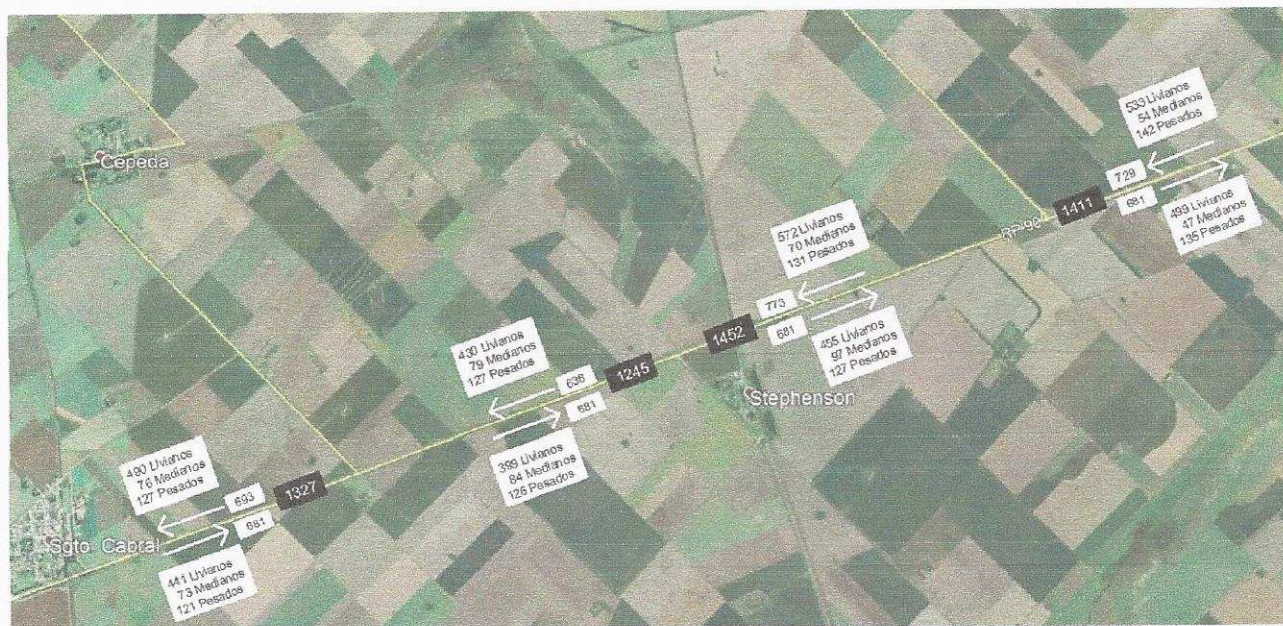 533 Livianos
54 Medianos
142 Pesados
Cepeda
729
1411
681
499 Livianos
47 Medianos
135 Pesados
RP-90
572 Livianos
70 Medianos
131 Pesados
773
1452
681
455 Livianos
97 Medianos
127 Pesados
430 Livianos
79 Medianos
127 Pesados
1245
636
681
Stephenson
399 Livianos
84 Medianos
126 Pesados
490 Livianos
76 Medianos
127 Pesados
1327
693
681
Sgto Cabral
441 Livianos
73 Medianos
121 Pesados